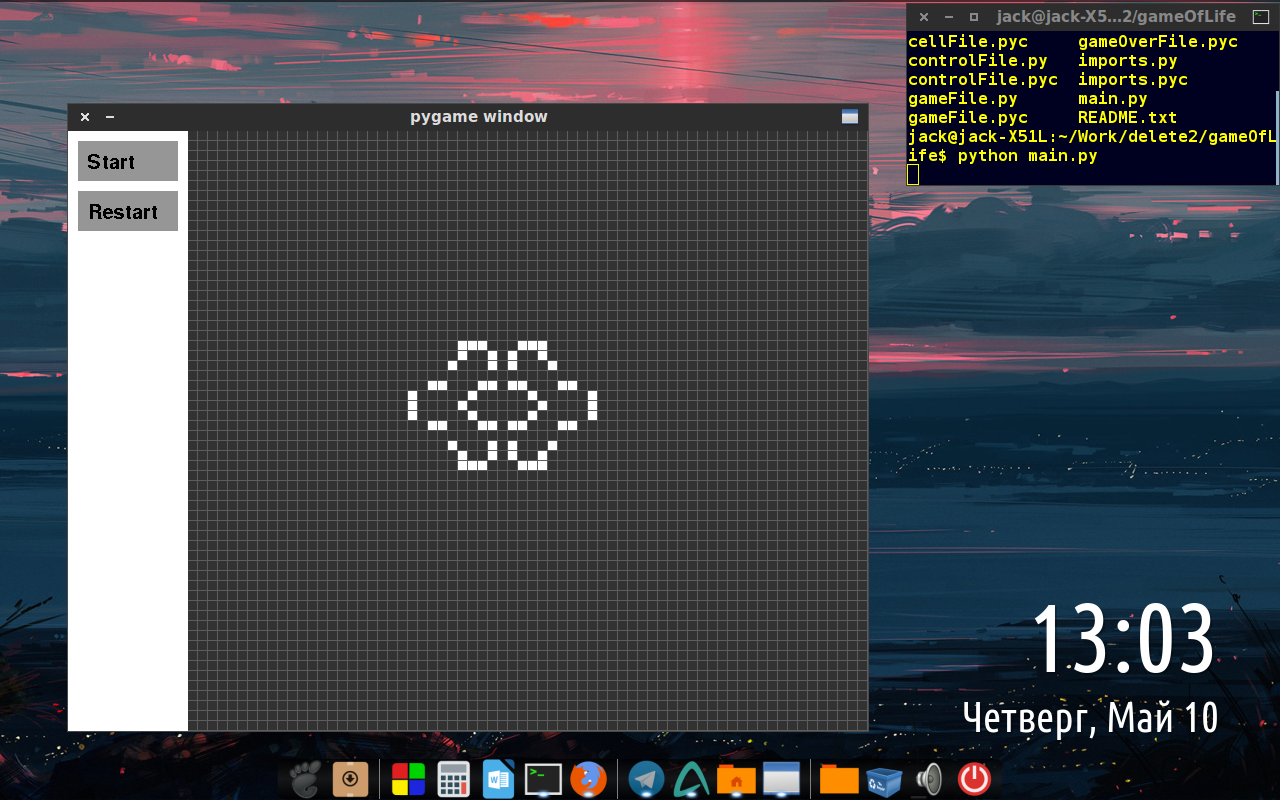 jack@jack-X5...2/gameOfLife
cellFile.pyc gameOverFile.pyc
controlFile.py imports.py
controlFile.pyc imports.pyc
gameFile.py main.py
gameFile.pyc README.txt
jack@jack-X51L:~/Work/delete2/gameOfL
ife$ python main.py
pygame window
Start
Restart
13:03
Четверг, Май 10